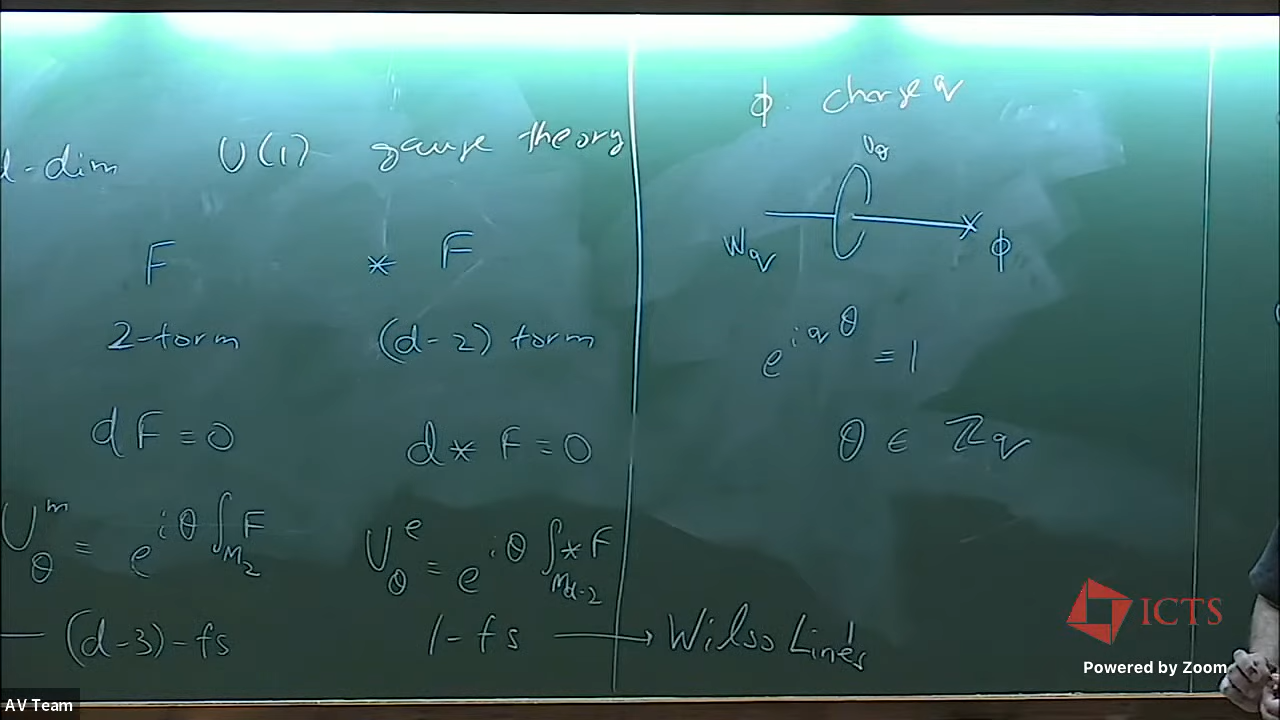 d-dim U(1) gauge theory
F * F
2-form (d-2) form
dF=0 d * F=0
U^m_θ = e^{iθ∫_{M_2} F} U^e_θ = e^{iθ∫_{M_{d-2}} *F}
— (d-3)-fs 1-fs ⟶ Wilso Lines
φ: charge q
U_θ
W_q φ
e^{iqθ} = 1
θ ∈ ℤ_q
ICTS
Powered by Zoom
AV Team